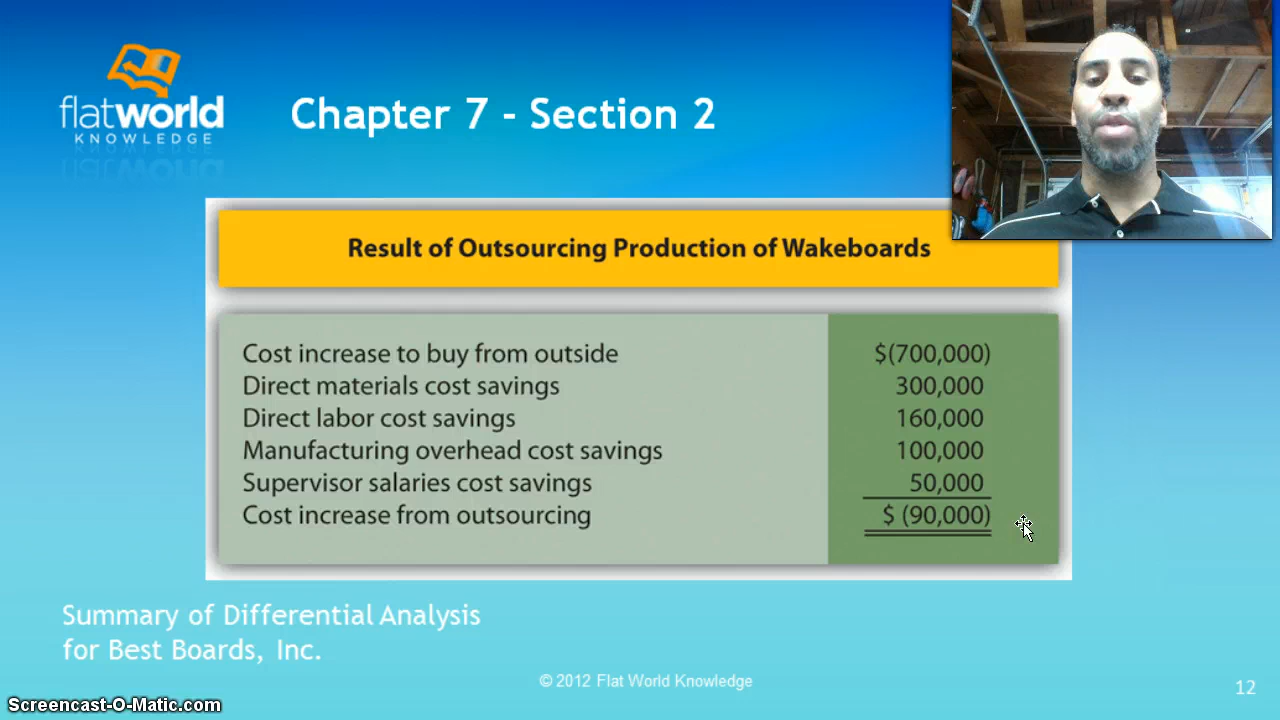 flatworld
KNOWLEDGE
Chapter 7 - Section 2
Result of Outsourcing Production of Wakeboards
Cost increase to buy from outside $(700,000)
Direct materials cost savings 300,000
Direct labor cost savings 160,000
Manufacturing overhead cost savings 100,000
Supervisor salaries cost savings 50,000
Cost increase from outsourcing $ (90,000)
Summary of Differential Analysis
for Best Boards, Inc.
© 2012 Flat World Knowledge
12
Screencast-O-Matic.com